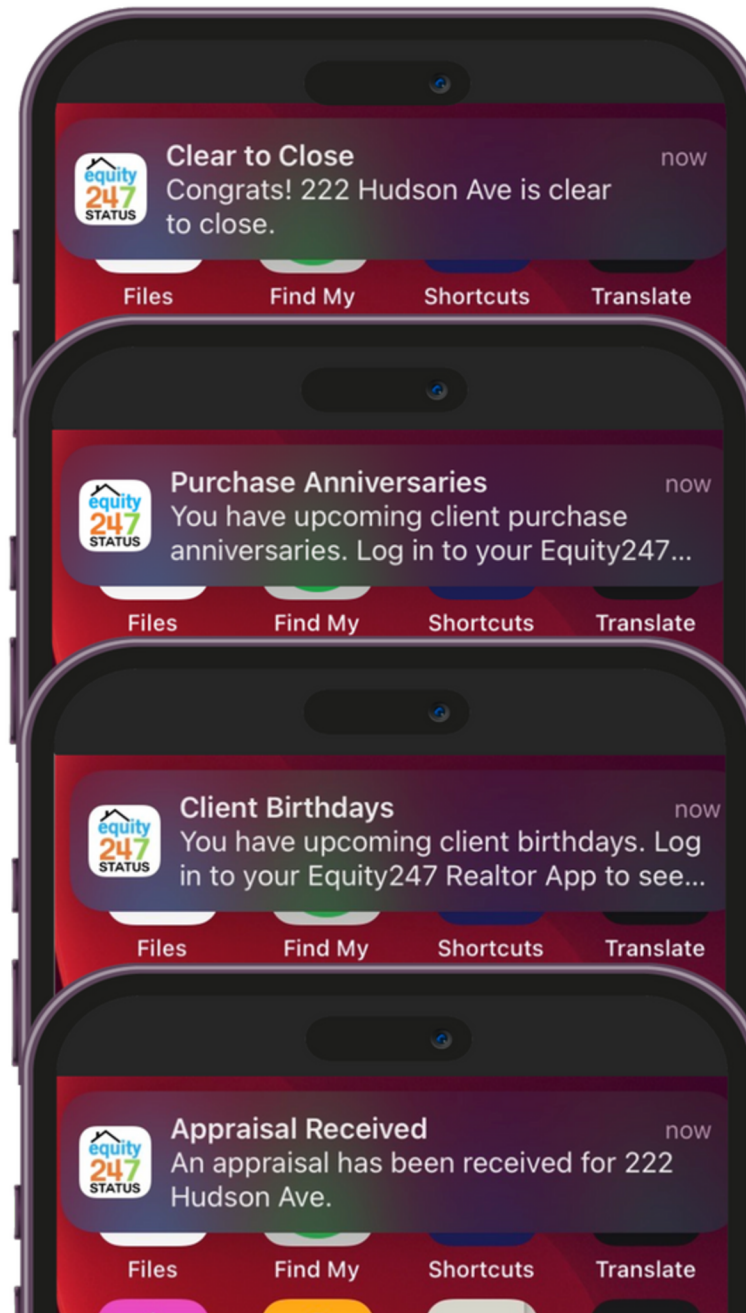 equity
247
STATUS
Clear to Close
now
Congrats! 222 Hudson Ave is clear
to close.
Files
Find My
Shortcuts
Translate
equity
247
STATUS
Purchase Anniversaries
now
You have upcoming client purchase
anniversaries. Log in to your Equity247...
Files
Find My
Shortcuts
Translate
equity
247
STATUS
Client Birthdays
now
You have upcoming client birthdays. Log
in to your Equity247 Realtor App to see...
Files
Find My
Shortcuts
Translate
equity
247
STATUS
Appraisal Received
now
An appraisal has been received for 222
Hudson Ave.
Files
Find My
Shortcuts
Translate